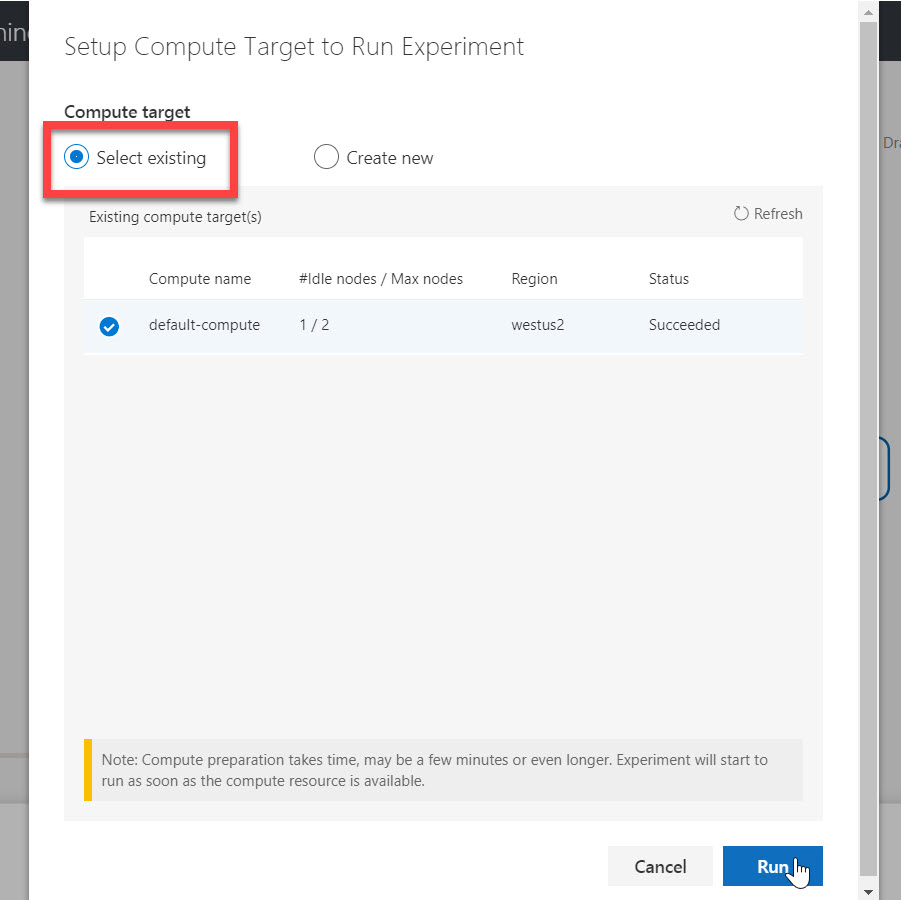 Setup Compute Target to Run Experiment
Compute target
Select existing
Create new
Existing compute target(s)
Refresh
Compute name #Idle nodes / Max nodes Region Status
default-compute 1 / 2 westus2 Succeeded
Note: Compute preparation takes time, may be a few minutes or even longer. Experiment will start to
run as soon as the compute resource is available.
Cancel
Run